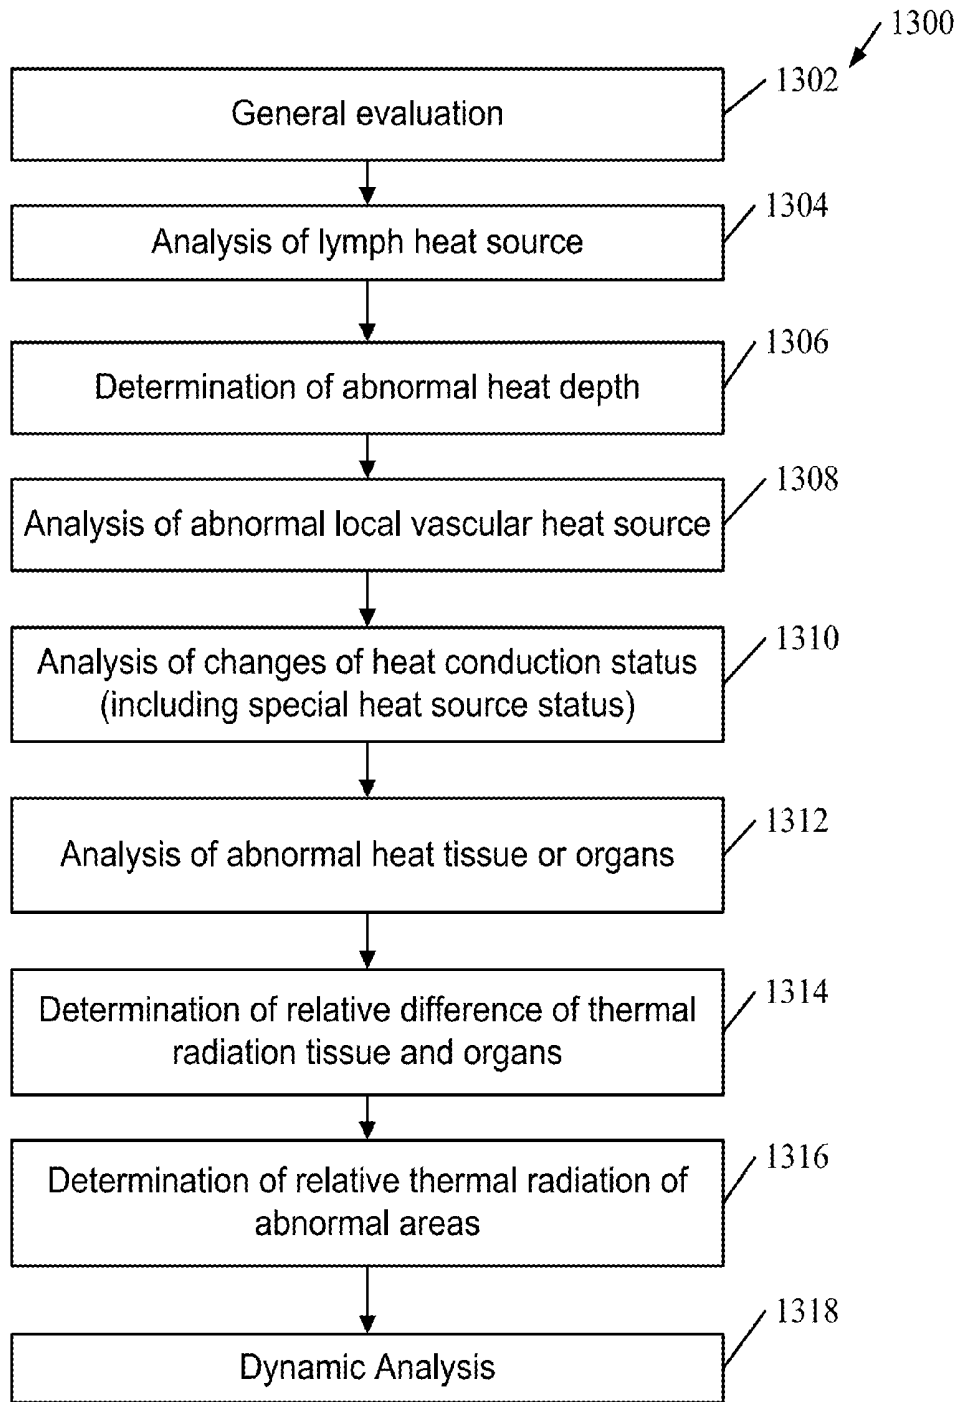 1300
1302
General evaluation
1304
Analysis of lymph heat source
1306
Determination of abnormal heat depth
1308
Analysis of abnormal local vascular heat source
1310
Analysis of changes of heat conduction status
(including special heat source status)
1312
Analysis of abnormal heat tissue or organs
1314
Determination of relative difference of thermal
radiation tissue and organs
1316
Determination of relative thermal radiation of
abnormal areas
1318
Dynamic Analysis